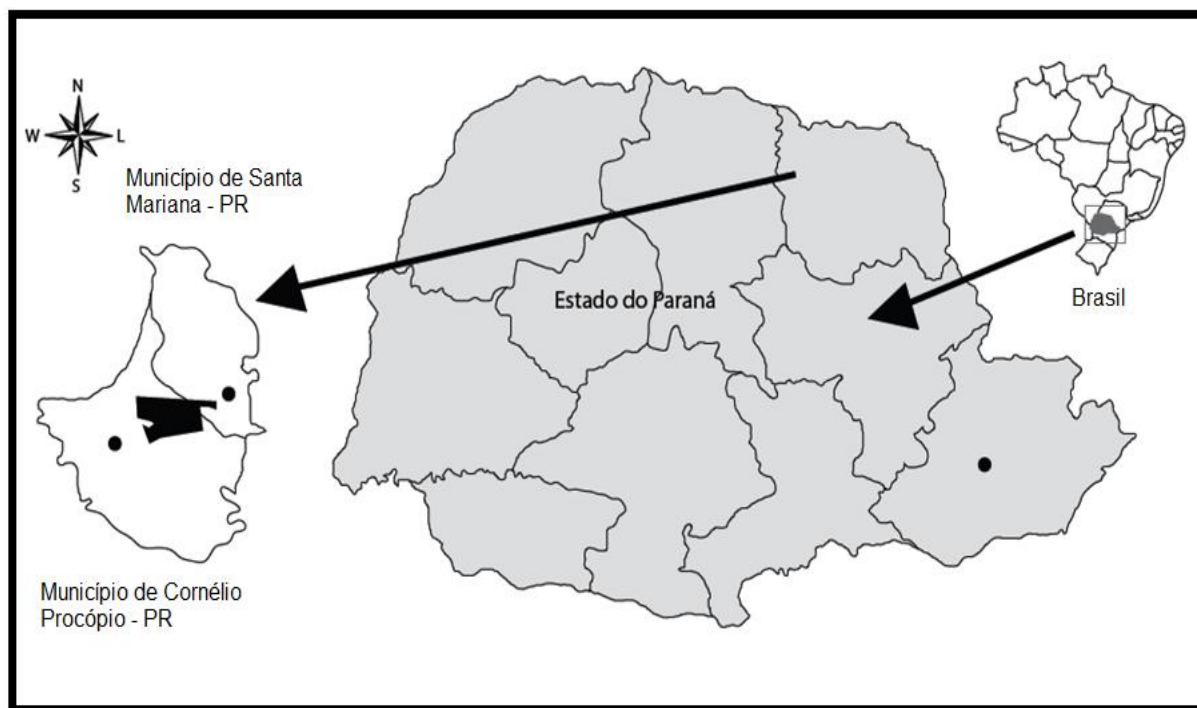 N
W
L
S
Município de Santa
Mariana - PR
Estado do Paraná
Brasil
Município de Cornélio
Procópio - PR